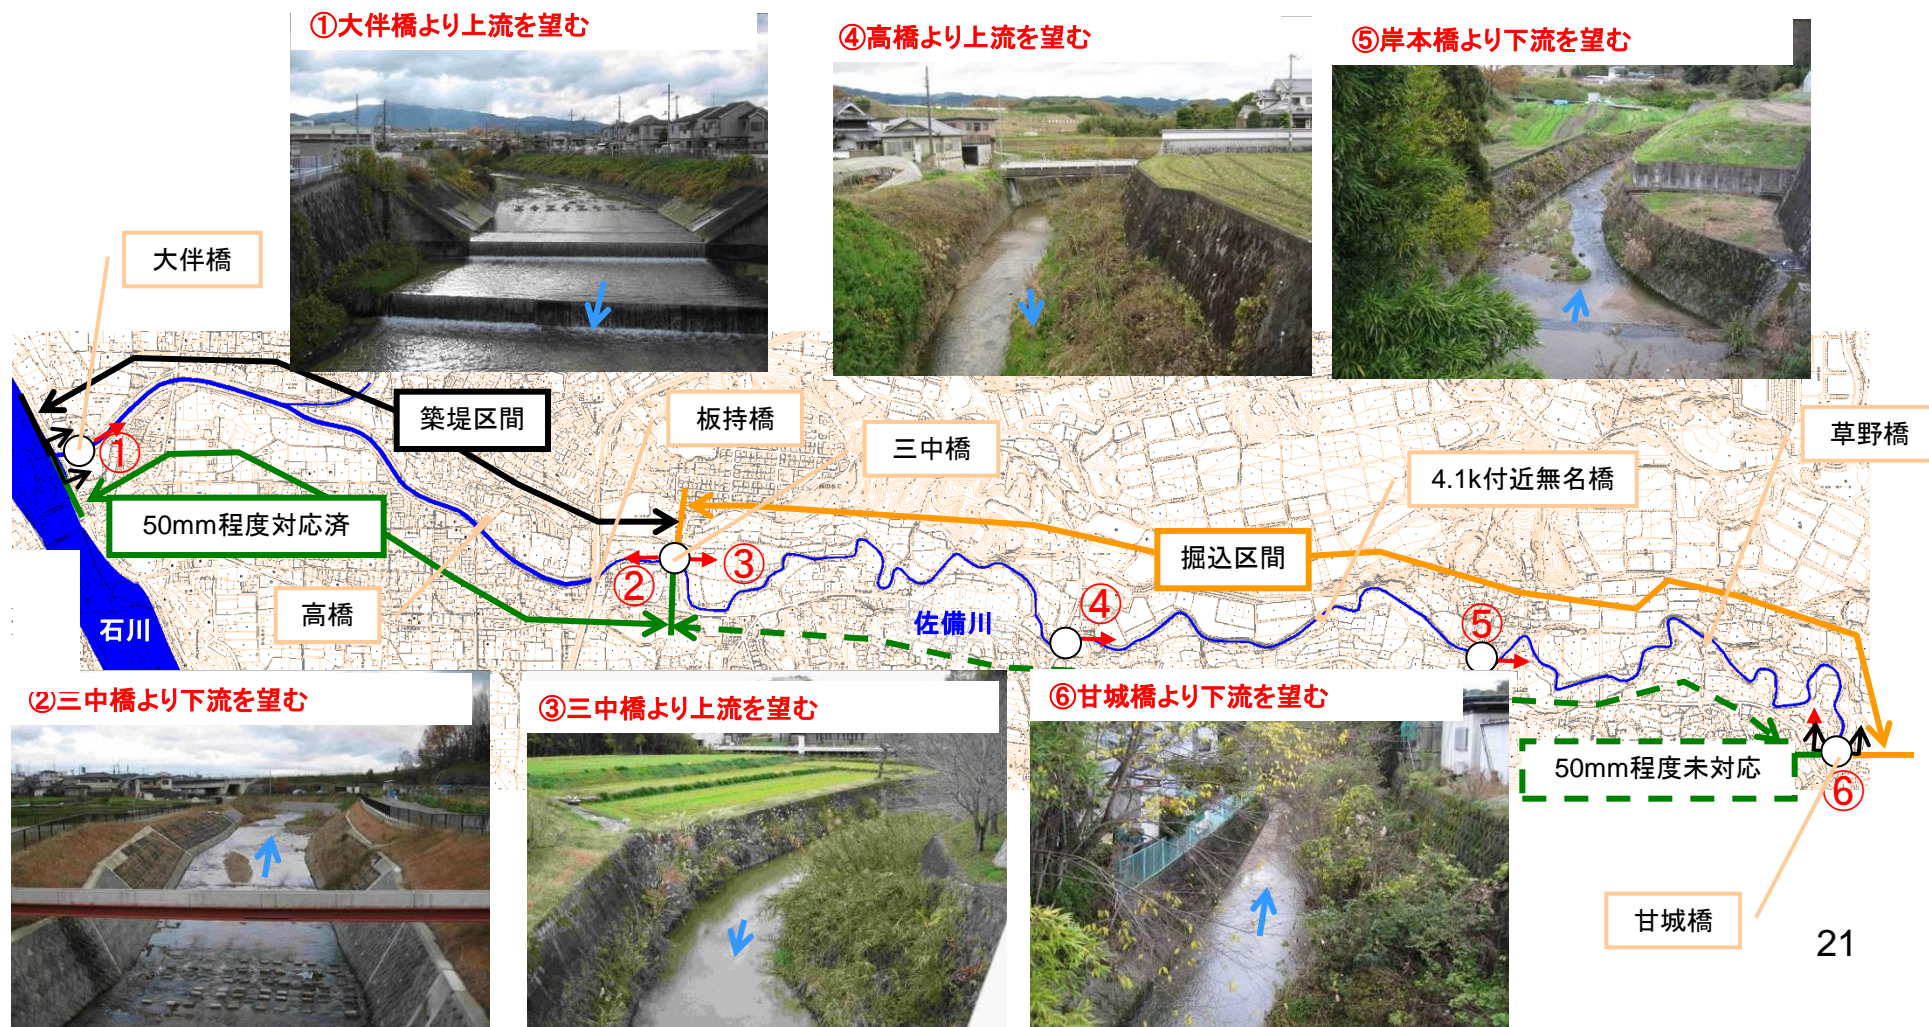 ①大伴橋より上流を望む
④高橋より上流を望む
⑤岸本橋より下流を望む
大伴橋
築堤区間
板持橋
三中橋
草野橋
4.1k付近無名橋
①
50mm程度対応済
掘込区間
②
③
高橋
④
⑤
石川
佐備川
②三中橋より下流を望む
③三中橋より上流を望む
⑥甘城橋より下流を望む
50mm程度未対応
⑥
甘城橋
21